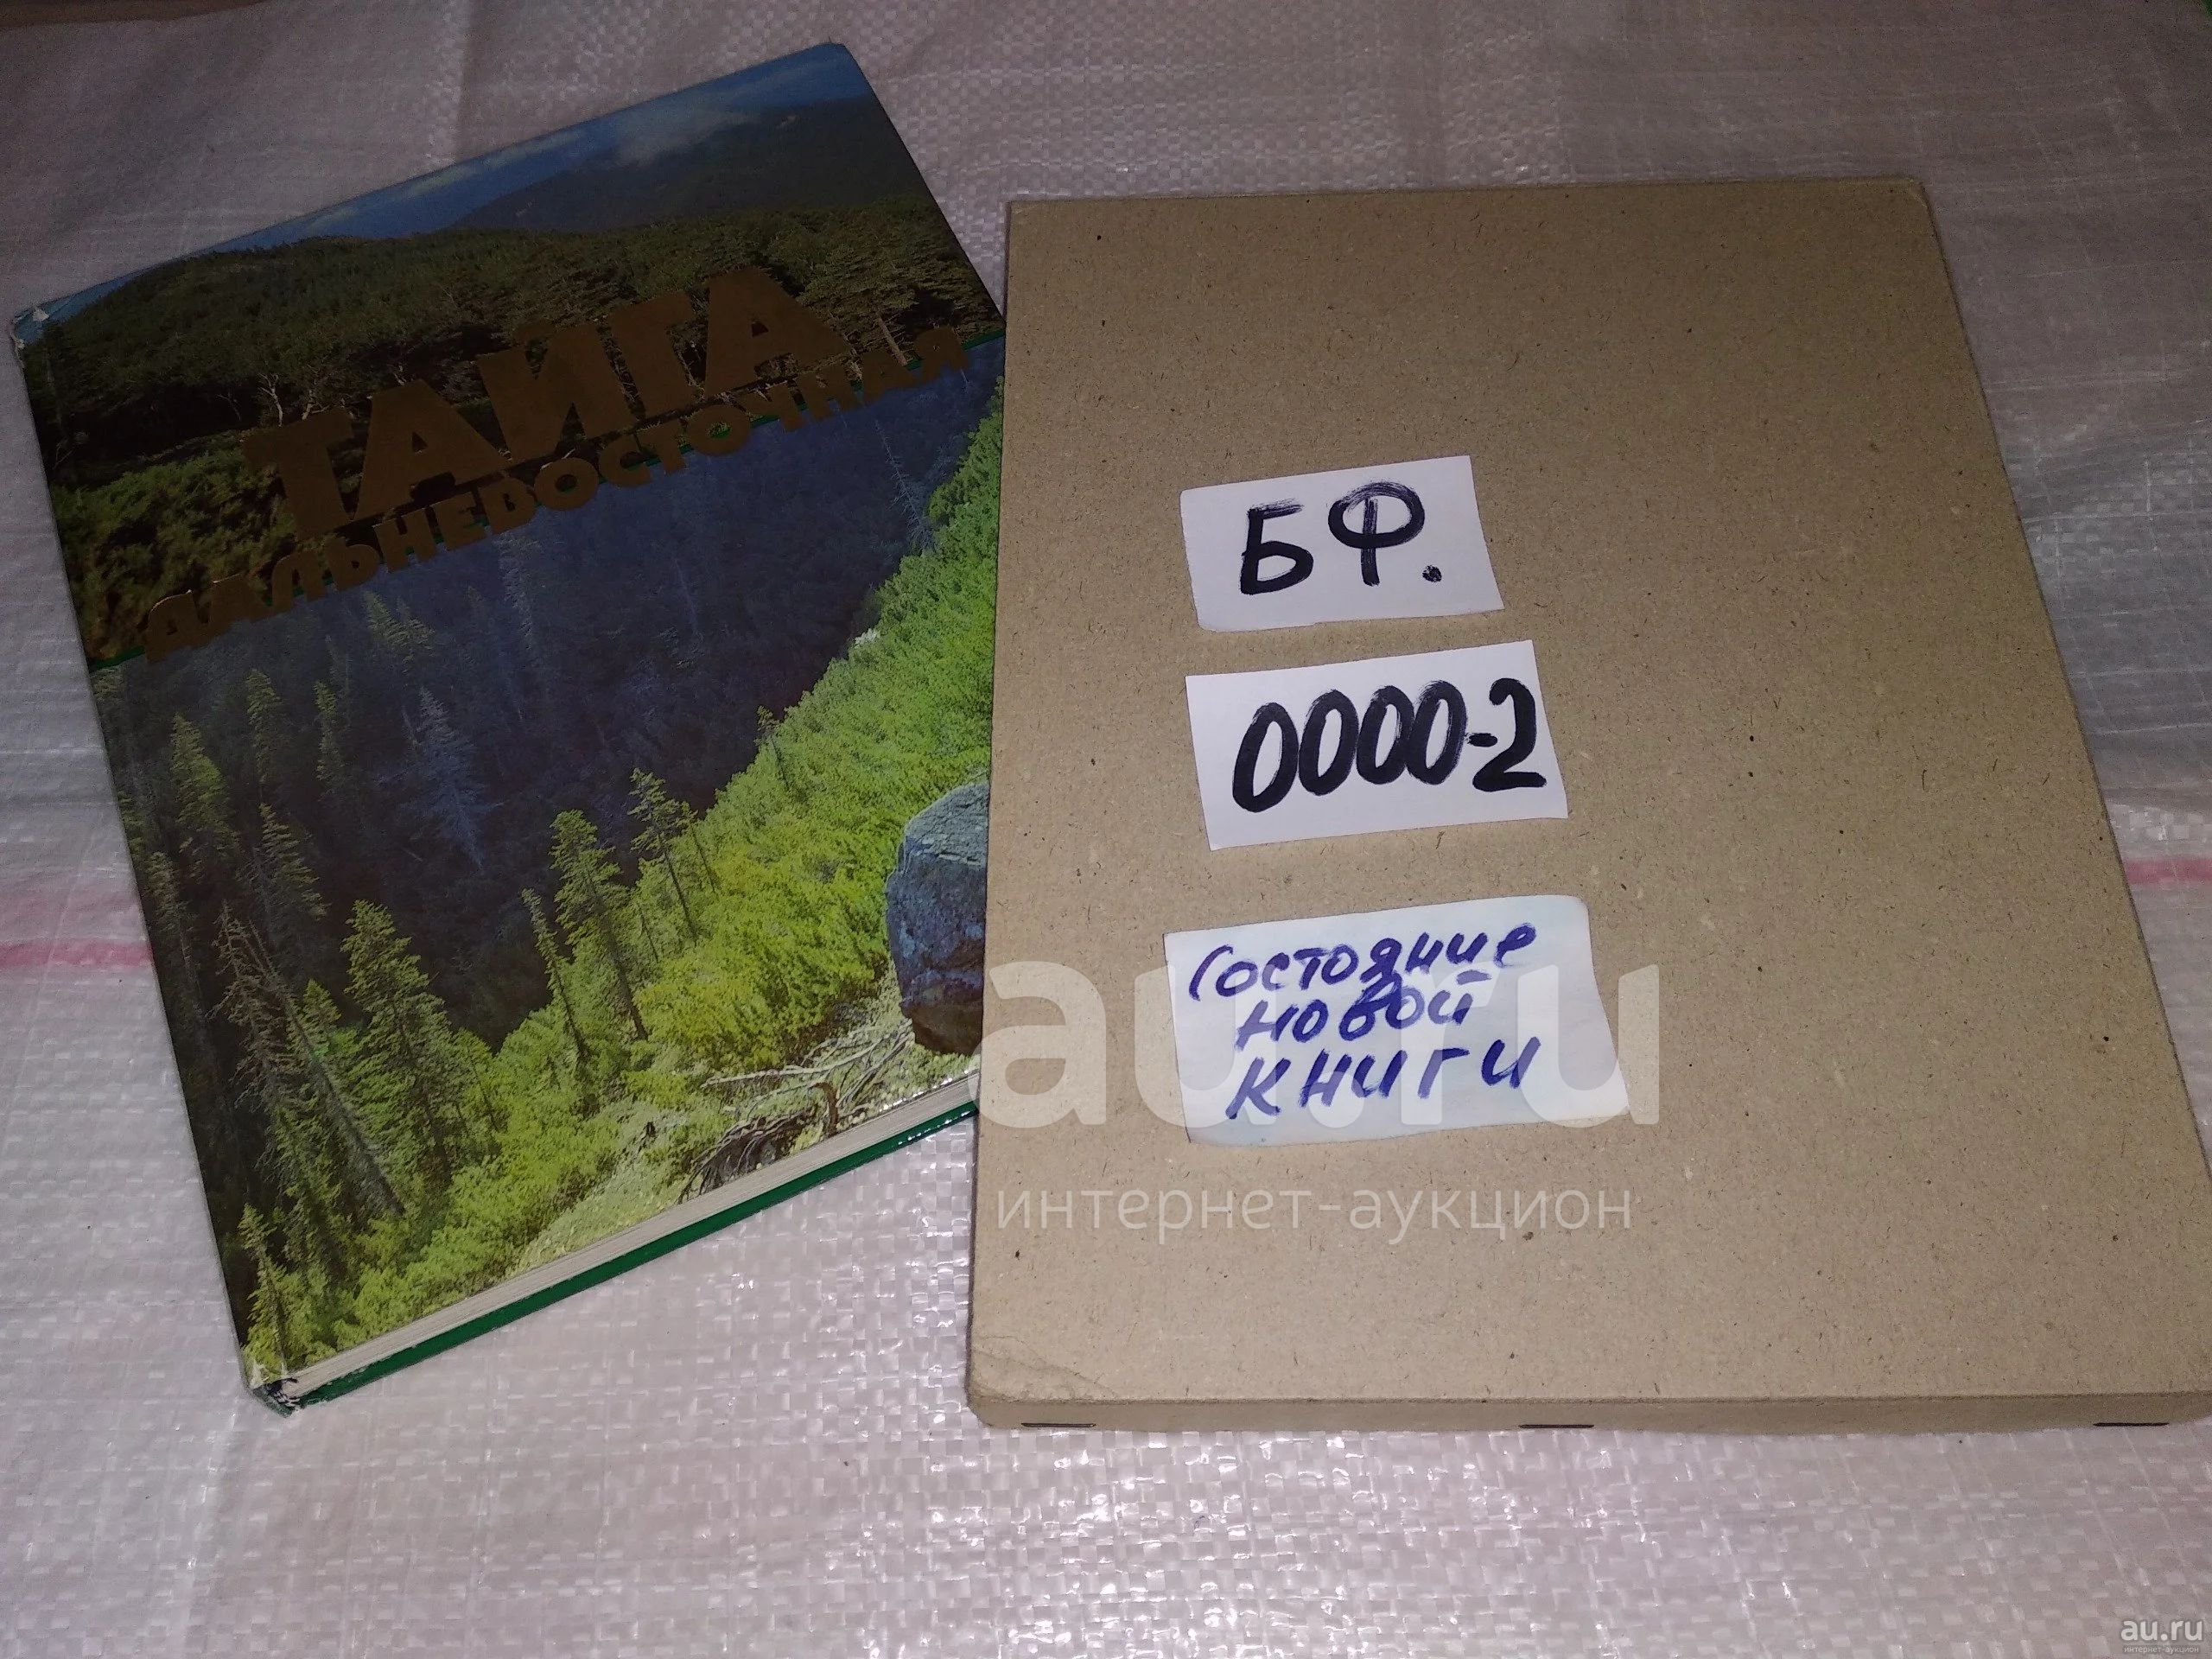 ТАЙГА
ДАЛЬНЕВОСТОЧНАЯ
БФ.
0000-2
Состояние
новой
книги
au.ru
интернет-аукцион
au.ru
интернет-аукцион